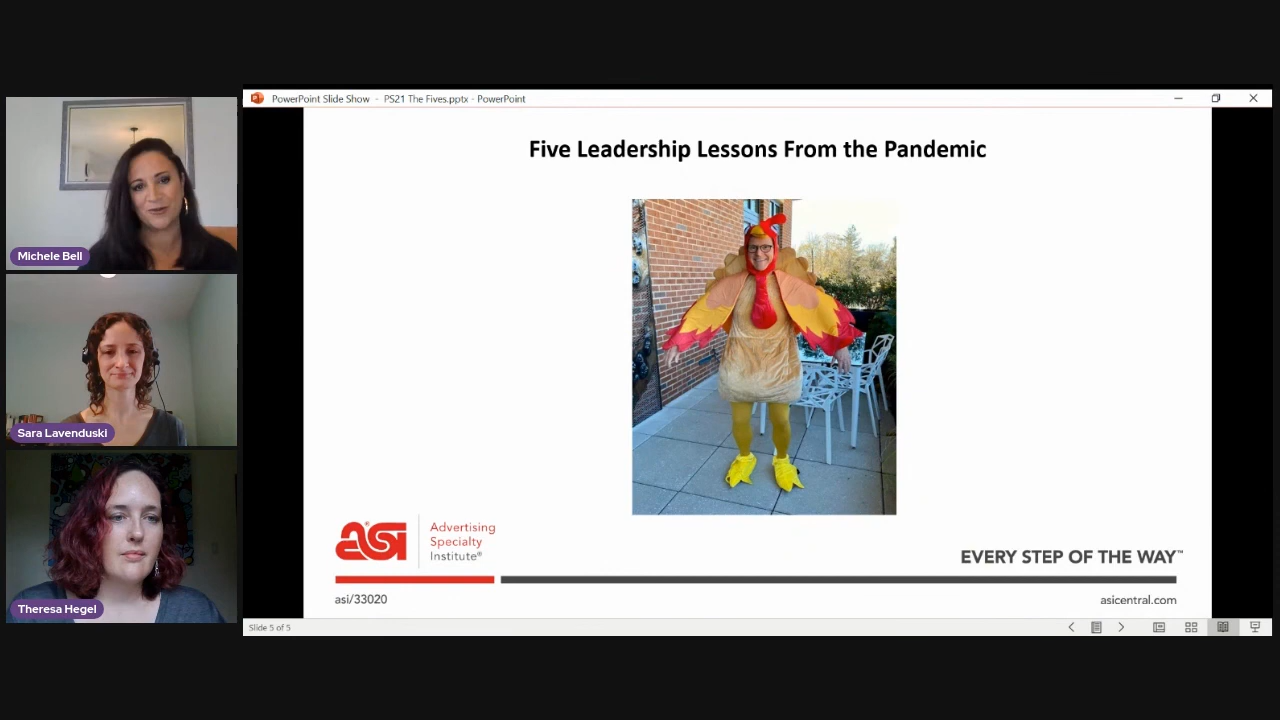 Michele Bell
Sara Lavenduski
Theresa Hegel
PowerPoint Slide Show - PS21 The Fives.pptx - PowerPoint
Five Leadership Lessons From the Pandemic
asi
Advertising
Specialty
Institute®
EVERY STEP OF THE WAY™
asi/33020
asicentral.com
Slide 5 of 5